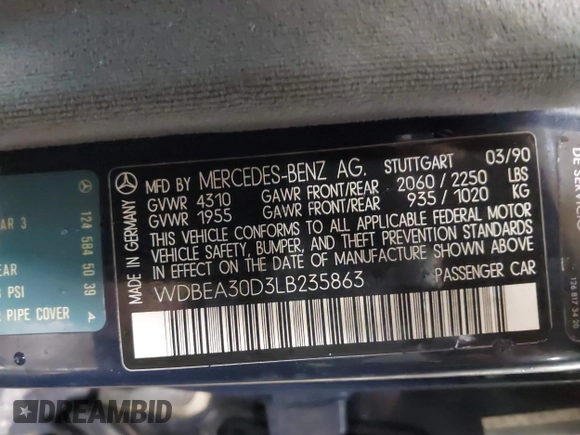 MADE IN GERMANY
MFD BY MERCEDES-BENZ AG. STUTTGART 03/90
GVWR 4310 GAWR FRONT/REAR 2060/2250 LBS
GVWR 1955 GAWR FRONT/REAR 935/1020 KG
THIS VEHICLE CONFORMS TO ALL APPLICABLE FEDERAL MOTOR
VEHICLE SAFETY, BUMPER, AND THEFT PREVENTION STANDARDS
IN EFFECT ON THE DATE OF MANUFACTURE SHOWN ABOVE.
WDBEA30D3LB235863 PASSENGER CAR
AR 3
EAR
PSI
R PIPE COVER
124 584 50 39 A
DREAMBID